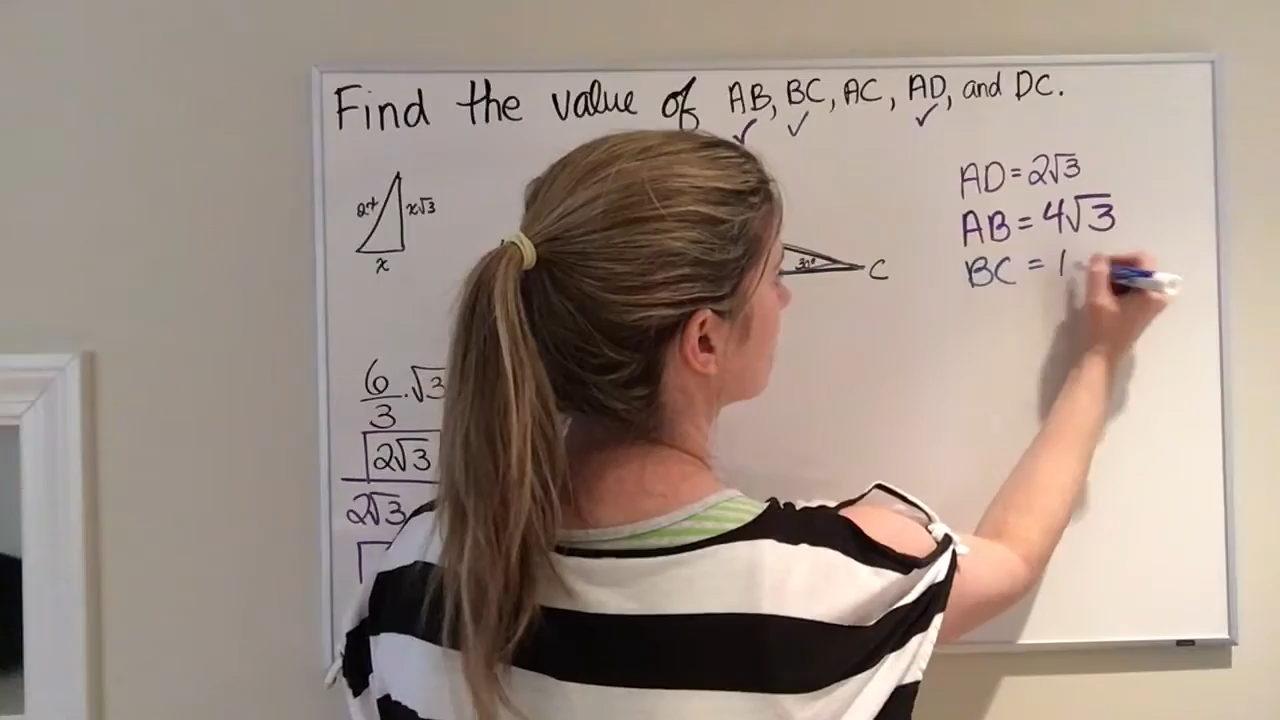 Find the value of AB, BC, AC, AD, and DC.
2x
x√3
x
30°
C
AD = 2√3
AB = 4√3
BC = 1
6/3 · √3
2√3
2√3